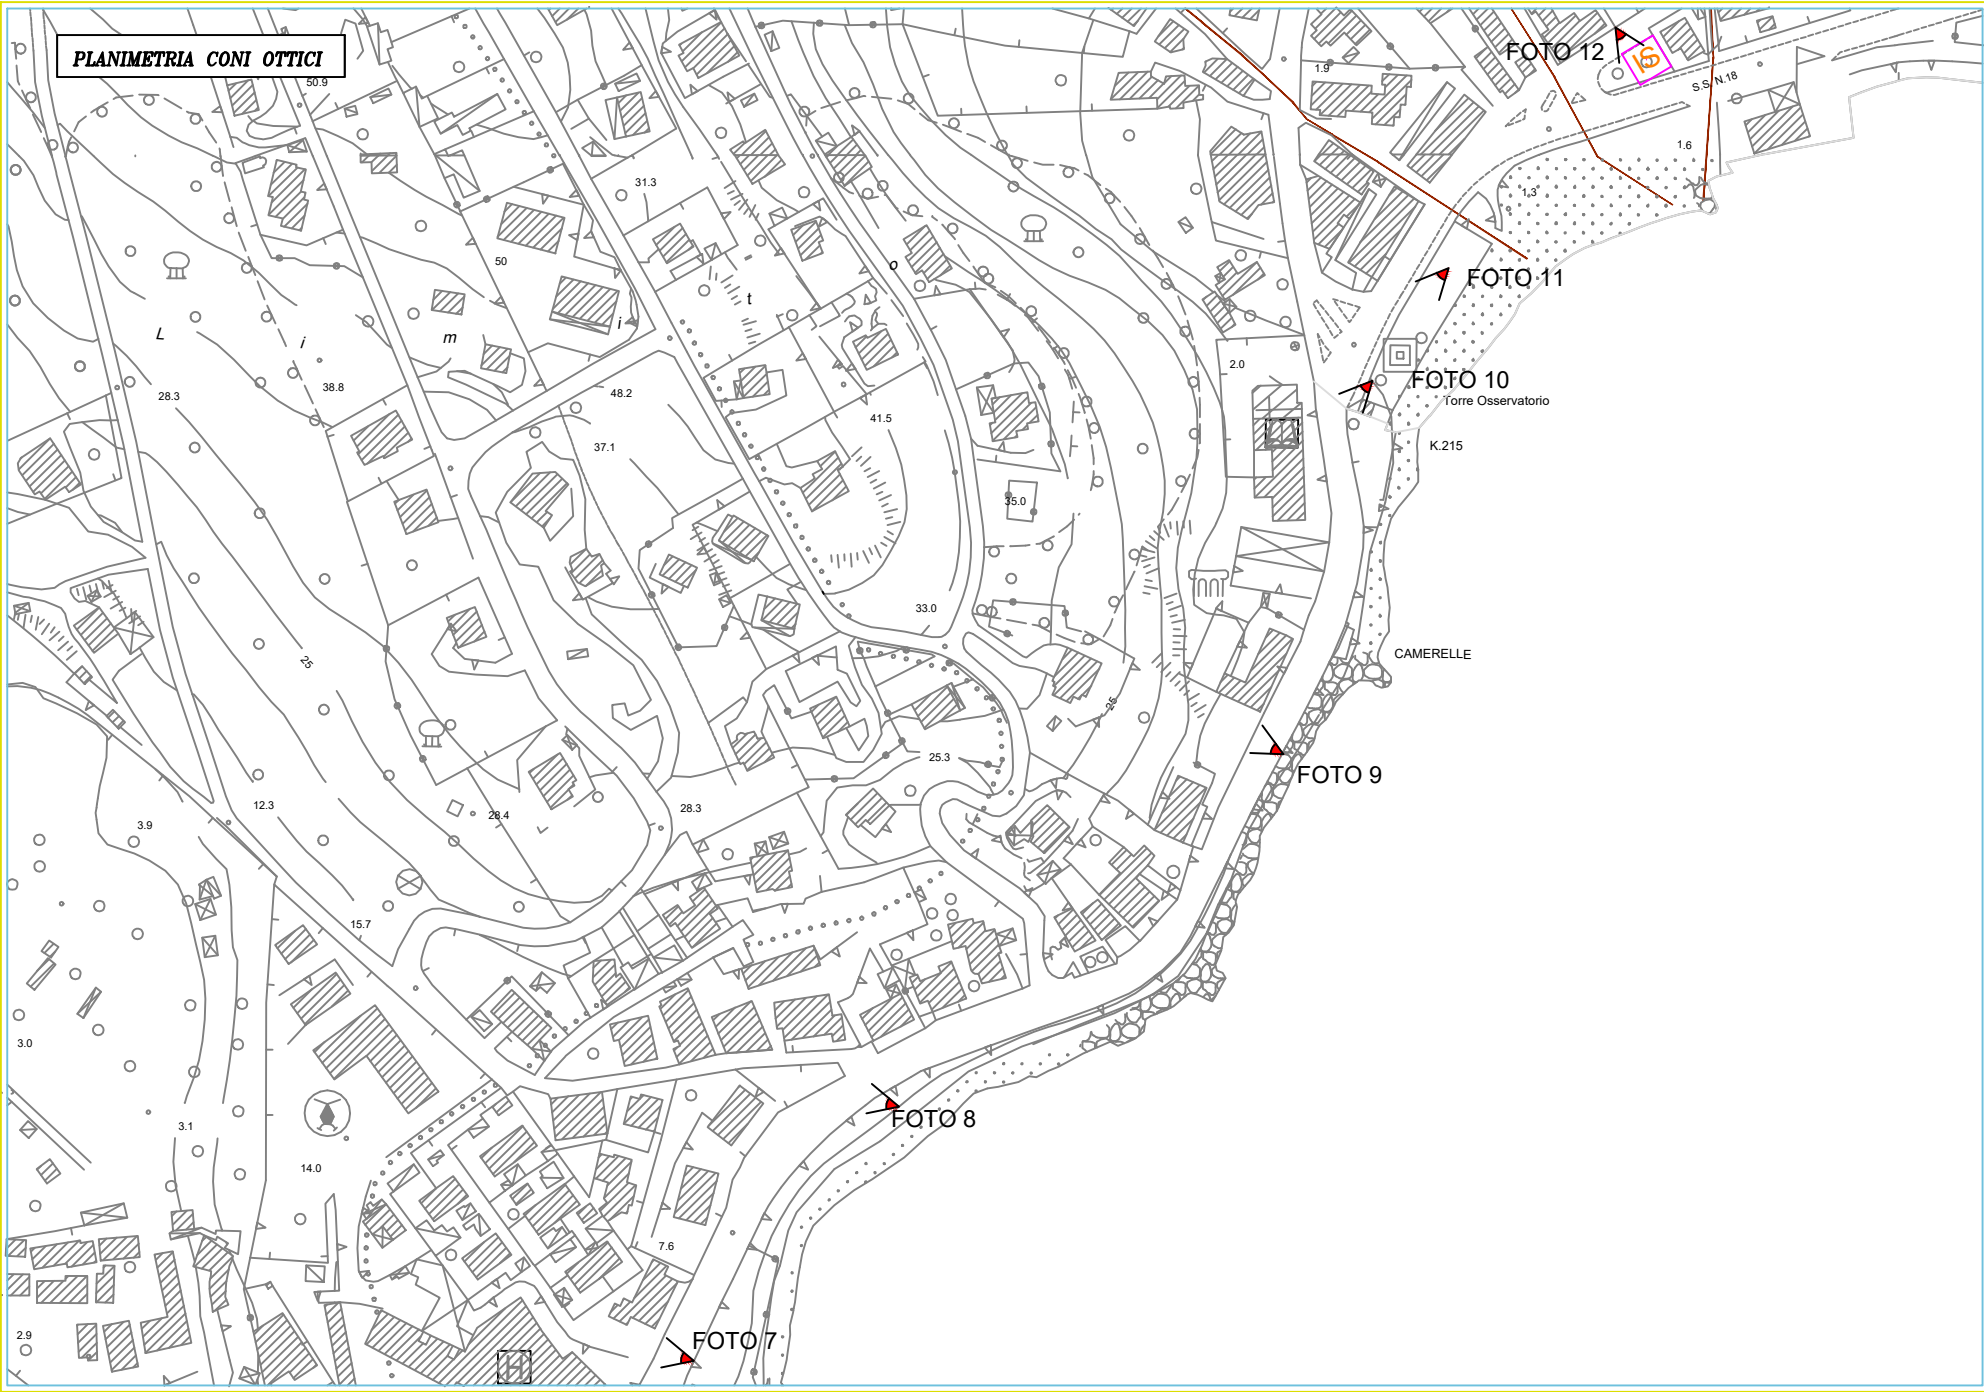 PLANIMETRIA CONI OTTICI
50.9
1.9
FOTO 12
S.S. N.18
1.6
1.3
31.3
50
FOTO 11
L i m i t o
28.3
38.8
48.2
2.0
FOTO 10
Torre Osservatorio
41.5
37.1
K.215
35.0
33.0
CAMERELLE
25
25
25.3
FOTO 9
12.3
3.9
28.4
28.3
15.7
3.0
3.1
14.0
FOTO 8
7.6
2.9
FOTO 7
H